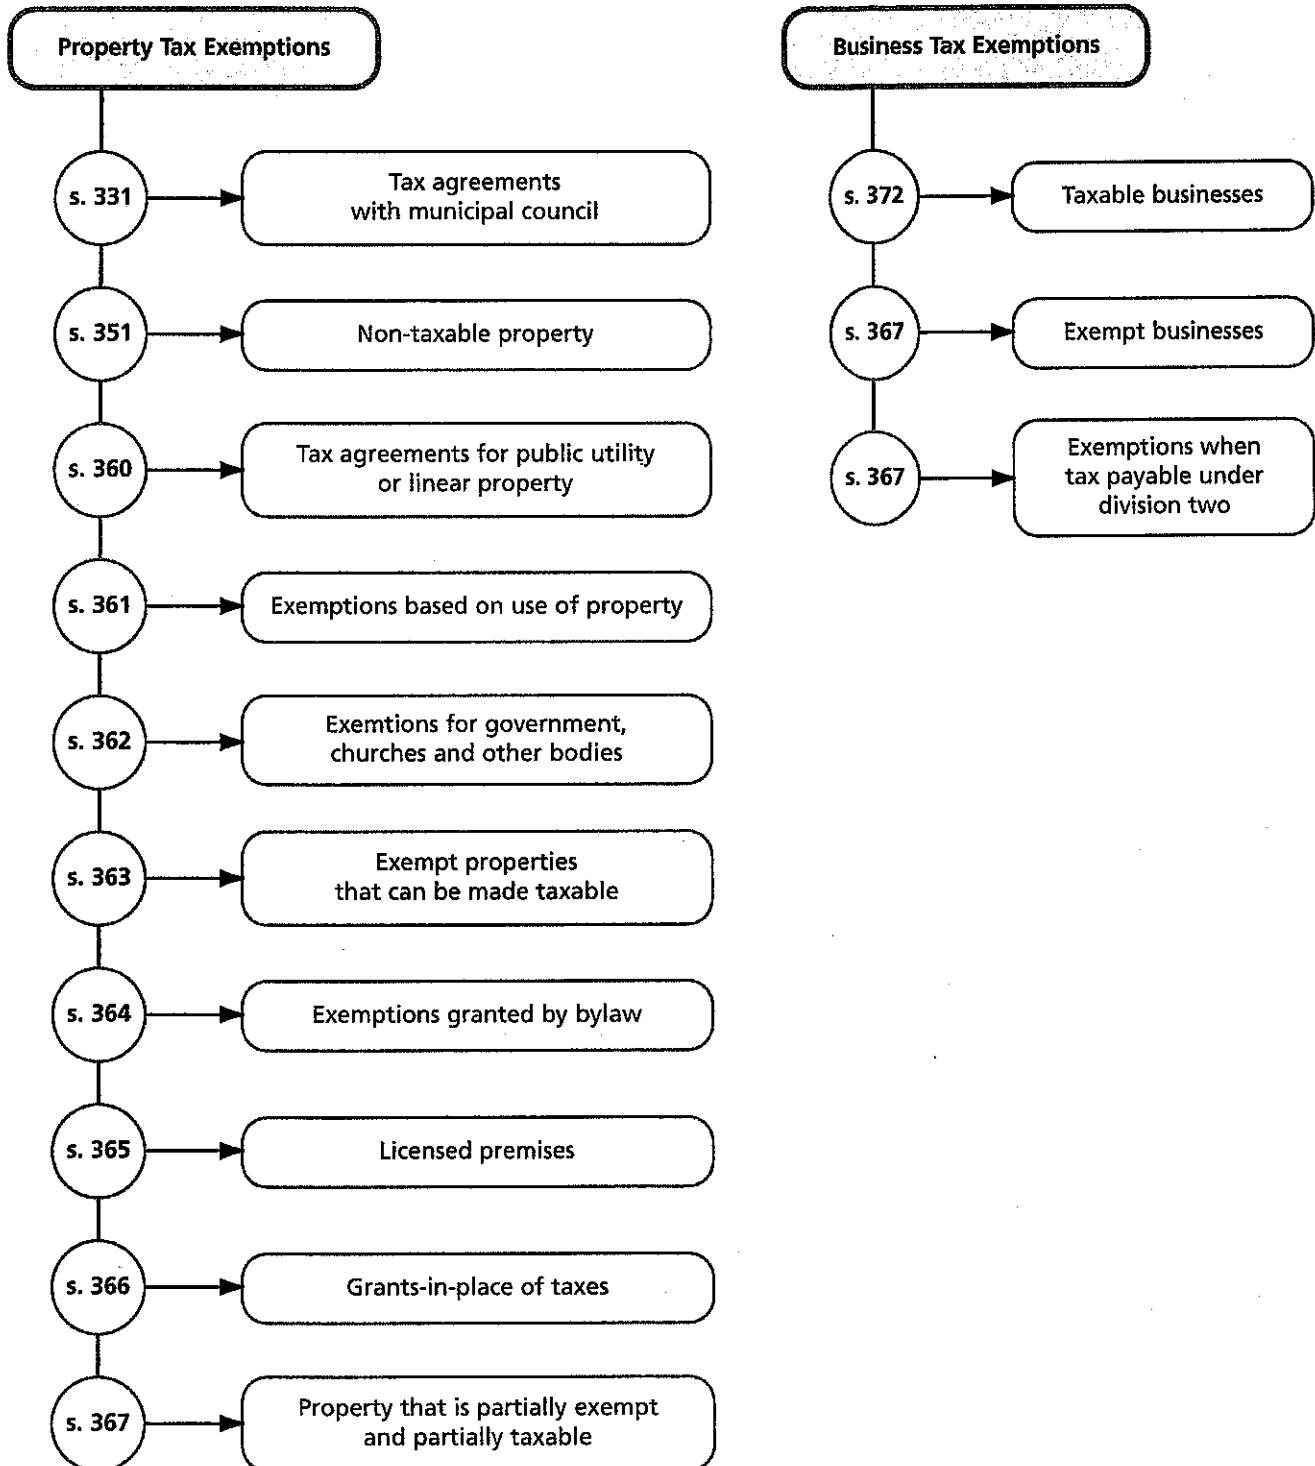 Property Tax Exemptions
s. 331
Tax agreements
with municipal council
s. 351
Non-taxable property
s. 360
Tax agreements for public utility
or linear property
s. 361
Exemptions based on use of property
s. 362
Exemtions for government,
churches and other bodies
s. 363
Exempt properties
that can be made taxable
s. 364
Exemptions granted by bylaw
s. 365
Licensed premises
s. 366
Grants-in-place of taxes
s. 367
Property that is partially exempt
and partially taxable
Business Tax Exemptions
s. 372
Taxable businesses
s. 367
Exempt businesses
s. 367
Exemptions when
tax payable under
division two